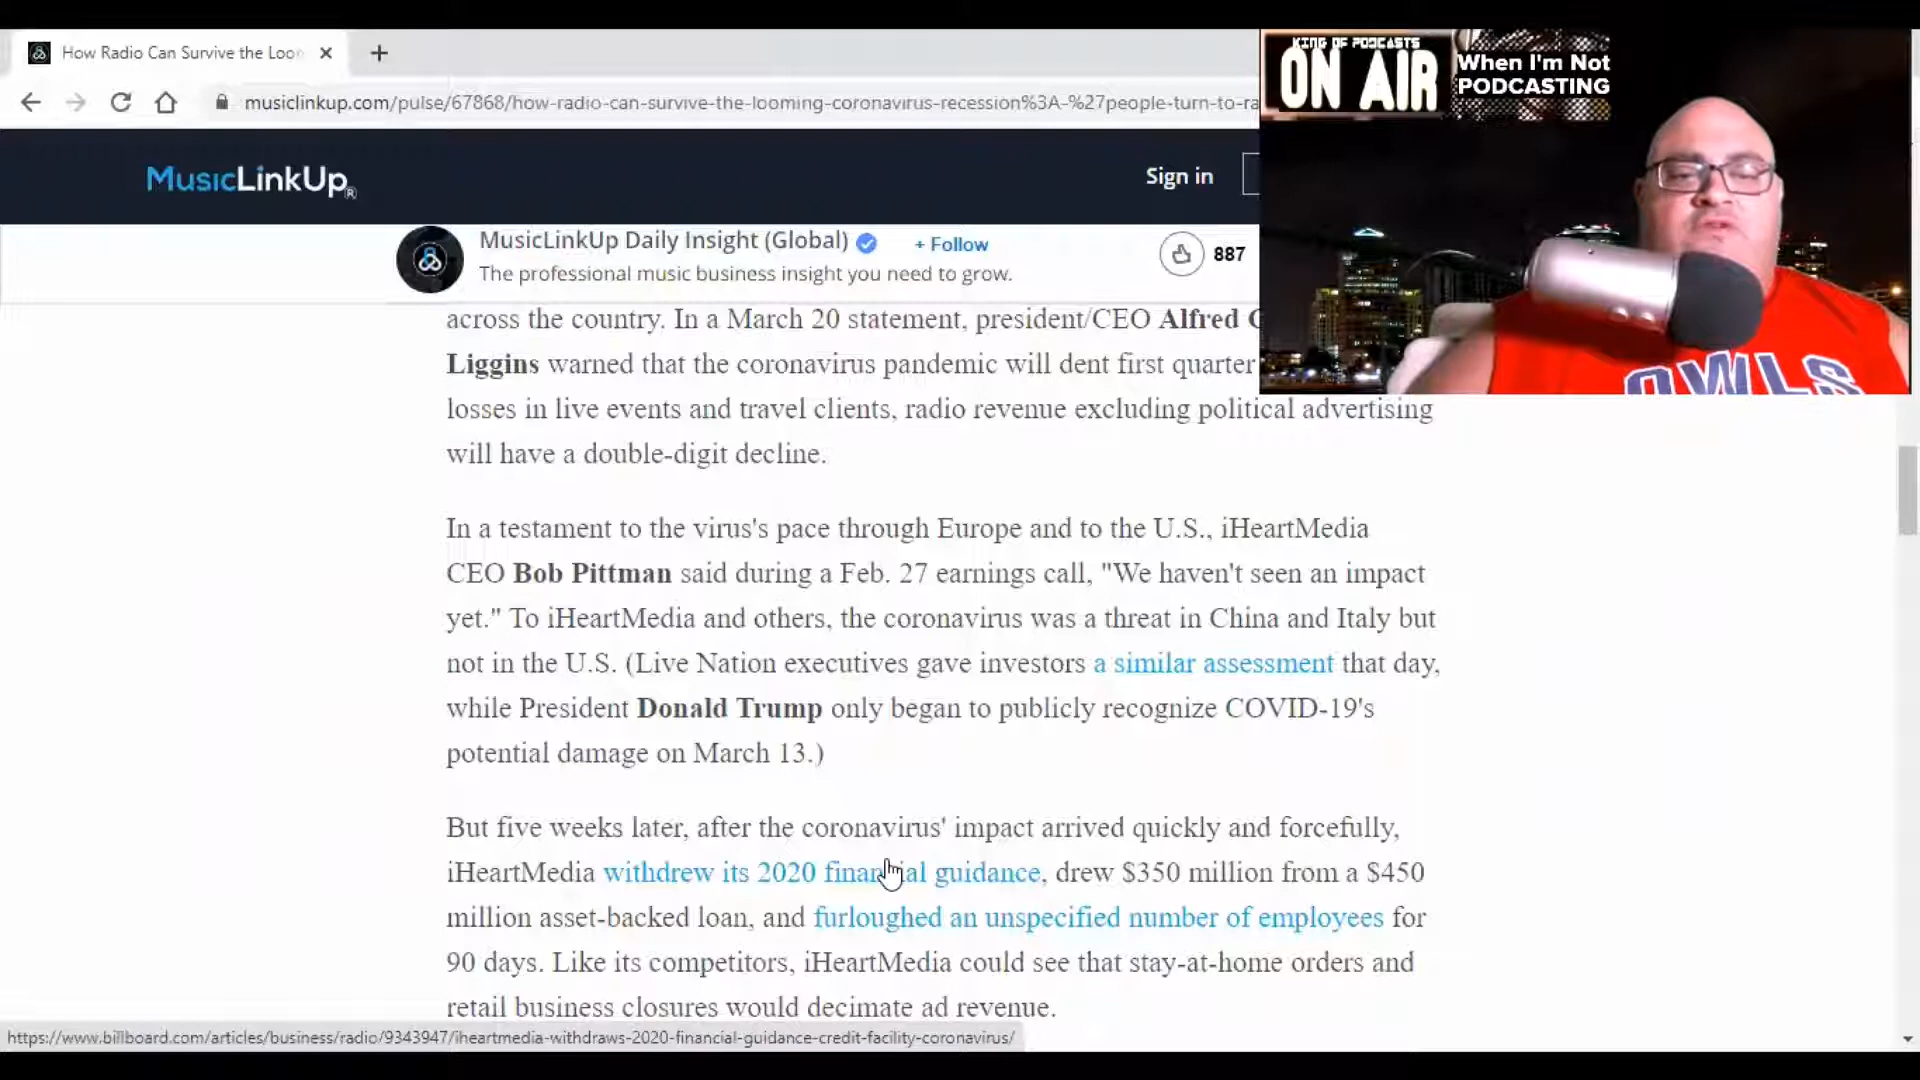 How Radio Can Survive the Loo
musiclinkup.com/pulse/67868/how-radio-can-survive-the-looming-coronavirus-recession%3A-%27people-turn-to-ra
KING OF PODCASTS
ON AIR
When I'm Not
PODCASTING
MusicLinkUp®
Sign in
MusicLinkUp Daily Insight (Global)
+ Follow
887
The professional music business insight you need to grow.
across the country. In a March 20 statement, president/CEO Alfred
Liggins warned that the coronavirus pandemic will dent first quarter
losses in live events and travel clients, radio revenue excluding political advertising
will have a double-digit decline.
In a testament to the virus's pace through Europe and to the U.S., iHeartMedia
CEO Bob Pittman said during a Feb. 27 earnings call, "We haven't seen an impact
yet." To iHeartMedia and others, the coronavirus was a threat in China and Italy but
not in the U.S. (Live Nation executives gave investors a similar assessment that day,
while President Donald Trump only began to publicly recognize COVID-19's
potential damage on March 13.)
But five weeks later, after the coronavirus' impact arrived quickly and forcefully,
iHeartMedia withdrew its 2020 financial guidance, drew $350 million from a $450
million asset-backed loan, and furloughed an unspecified number of employees for
90 days. Like its competitors, iHeartMedia could see that stay-at-home orders and
retail business closures would decimate ad revenue.
https://www.billboard.com/articles/business/radio/9343947/iheartmedia-withdraws-2020-financial-guidance-credit-facility-coronavirus/
OWLS